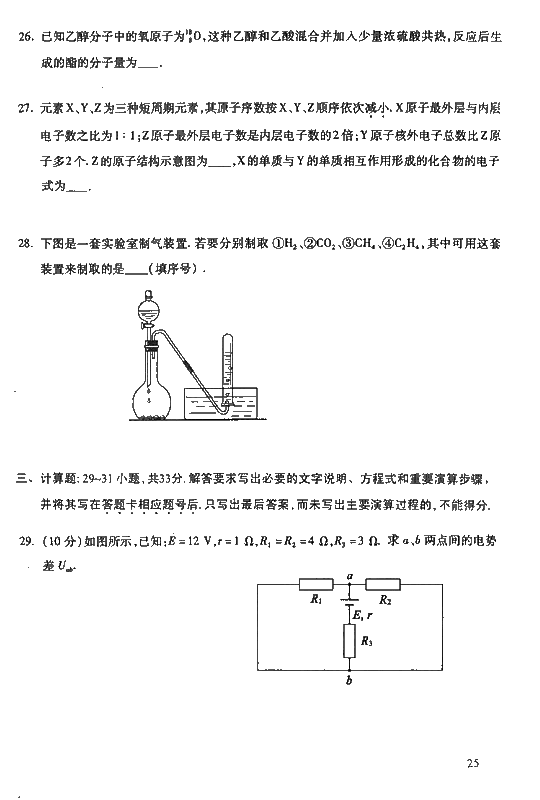 26. 已知乙醇分子中的氧原子为¹⁸₈O,这种乙醇和乙酸混合并加入少量浓硫酸共热,反应后生
成的酯的分子量为____.
27. 元素X、Y、Z为三种短周期元素,其原子序数按X、Y、Z顺序依次减小. X原子最外层与内层
电子数之比为1∶1;Z原子最外层电子数是内层电子数的2倍;Y原子核外电子总数比Z原
子多2个. Z的原子结构示意图为____,X的单质与Y的单质相互作用形成的化合物的电子
式为____.
28. 下图是一套实验室制气装置. 若要分别制取 ①H₂、②CO₂、③CH₄、④C₂H₄,其中可用这套
装置来制取的是____(填序号).
三、计算题: 29~31 小题, 共33分. 解答要求写出必要的文字说明、方程式和重要演算步骤,
并将其写在答题卡相应题号后. 只写出最后答案, 而未写出主要演算过程的, 不能得分.
29. (10 分)如图所示,已知:E=12 V,r=1 Ω,R₁=R₂=4 Ω,R₃=3 Ω. 求 a、b 两点间的电势
差 Uₐb.
a
R₁
R₂
E, r
R₃
b
25